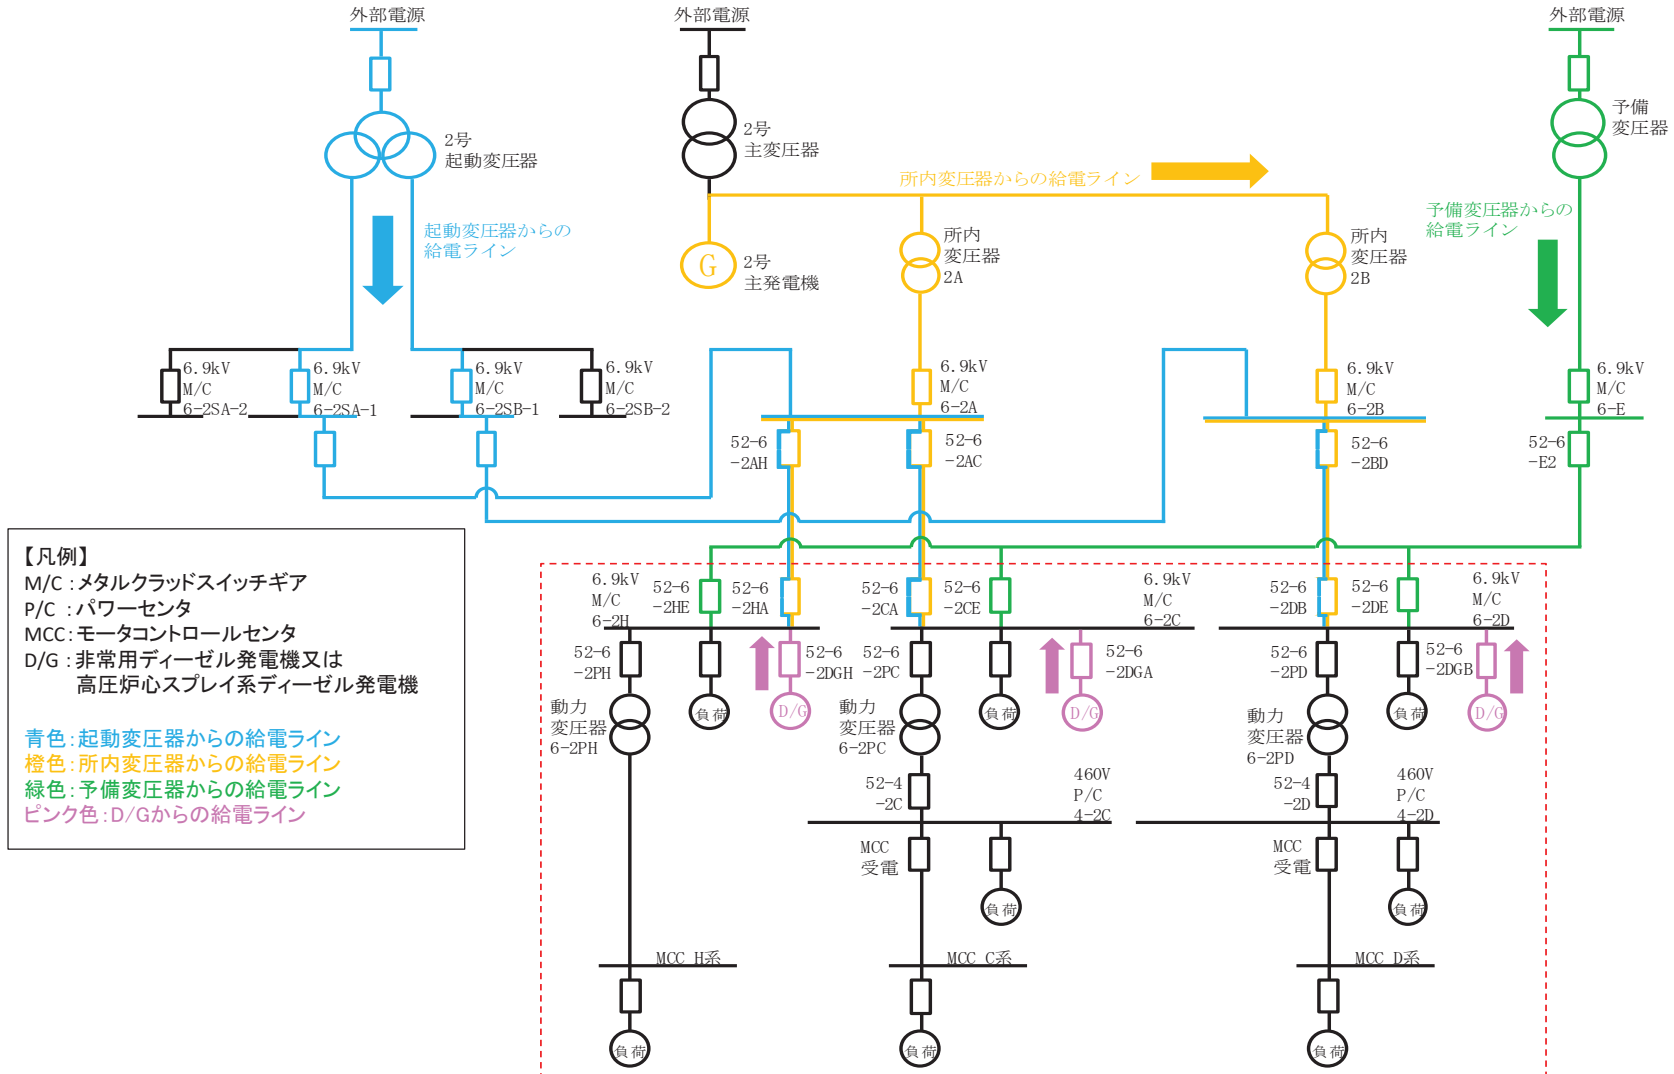 外部電源
外部電源
外部電源
2号
起動変圧器
2号
主変圧器
予備
変圧器
所内変圧器からの給電ライン
起動変圧器からの
給電ライン
予備変圧器からの
給電ライン
G
2号
主発電機
所内
変圧器
2A
所内
変圧器
2B
6.9kV
M/C
6-2SA-2
6.9kV
M/C
6-2SA-1
6.9kV
M/C
6-2SB-1
6.9kV
M/C
6-2SB-2
6.9kV
M/C
6-2A
6.9kV
M/C
6-2B
6.9kV
M/C
6-E
52-6
-2AH
52-6
-2AC
52-6
-2BD
52-6
-E2
【凡例】
M/C：メタルクラッドスイッチギア
P/C ：パワーセンタ
MCC：モータコントロールセンタ
D/G ：非常用ディーゼル発電機又は
高圧炉心スプレイ系ディーゼル発電機
青色：起動変圧器からの給電ライン
橙色：所内変圧器からの給電ライン
緑色：予備変圧器からの給電ライン
ピンク色：D/Gからの給電ライン
6.9kV
M/C
6-2H
52-6
-2HE
52-6
-2HA
52-6
-2CA
52-6
-2CE
6.9kV
M/C
6-2C
52-6
-2DB
52-6
-2DE
6.9kV
M/C
6-2D
52-6
-2PH
52-6
-2DGH
52-6
-2PC
52-6
-2DGA
52-6
-2PD
52-6
-2DGB
動力
変圧器
6-2PH
負荷
D/G
動力
変圧器
6-2PC
負荷
D/G
動力
変圧器
6-2PD
負荷
D/G
52-4
-2C
460V
P/C
4-2C
52-4
-2D
460V
P/C
4-2D
MCC
受電
MCC
受電
負荷
負荷
MCC H系
MCC C系
MCC D系
負荷
負荷
負荷